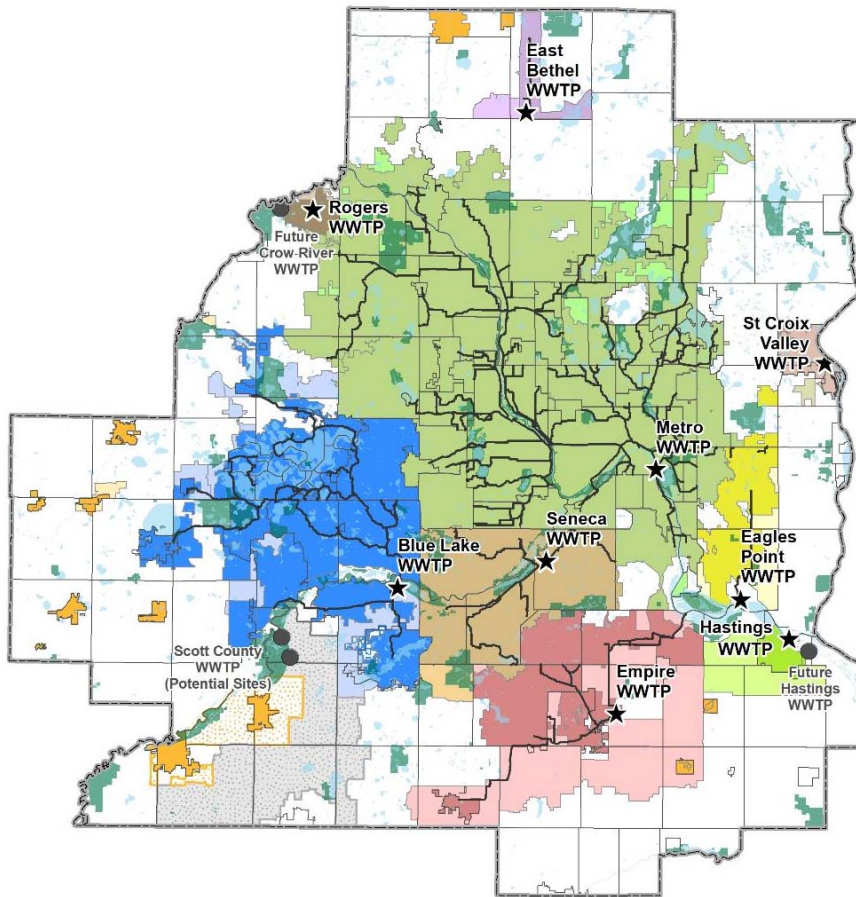 East
Bethel
WWTP
Rogers
WWTP
Future
Crow River
WWTP
St Croix
Valley
WWTP
Metro
WWTP
Seneca
WWTP
Blue Lake
WWTP
Eagles
Point
WWTP
Hastings
WWTP
Scott County
WWTP
(Potential Sites)
Empire
WWTP
Future
Hastings
WWTP